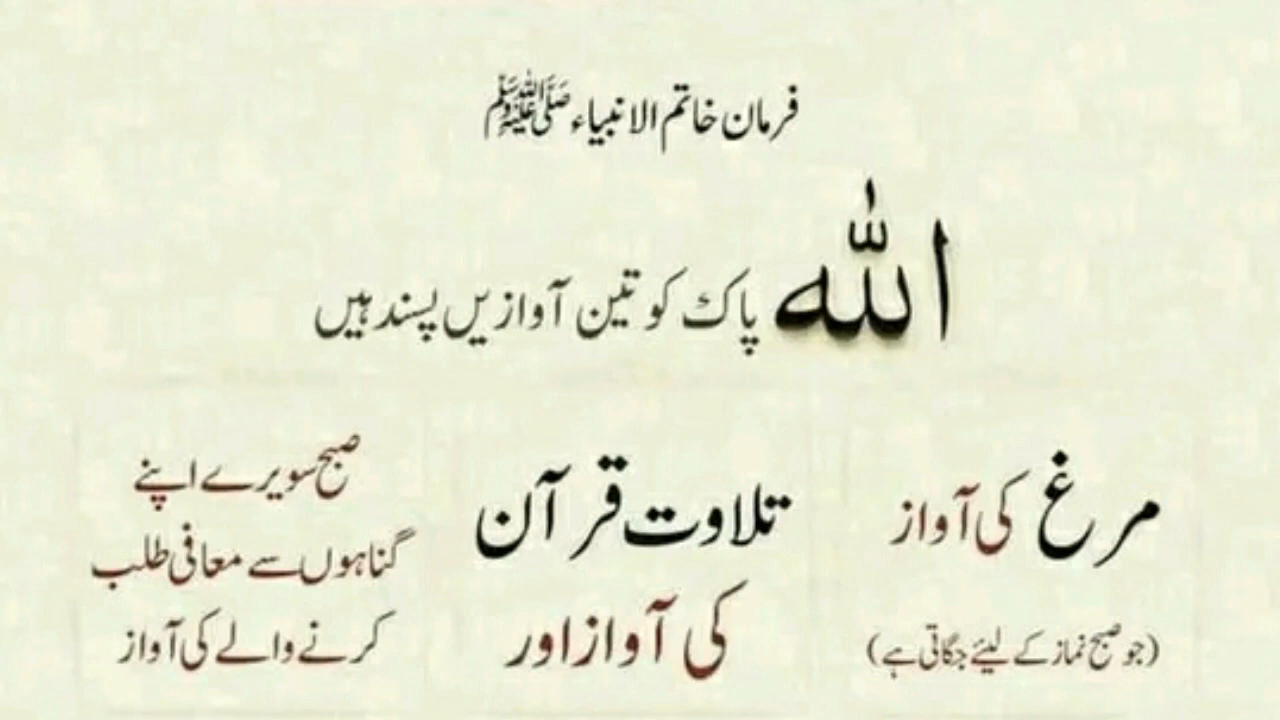 فرمان خاتم الانبیاء ﷺ
اللہ پاک کو تین آوازیں پسند ہیں
مرغ کی آواز
(جو صبح نماز کے لیئے جگاتی ہے)
تلاوت قرآن
کی آواز اور
صبح سویرے اپنے
گناہوں سے معافی طلب
کرنے والے کی آواز